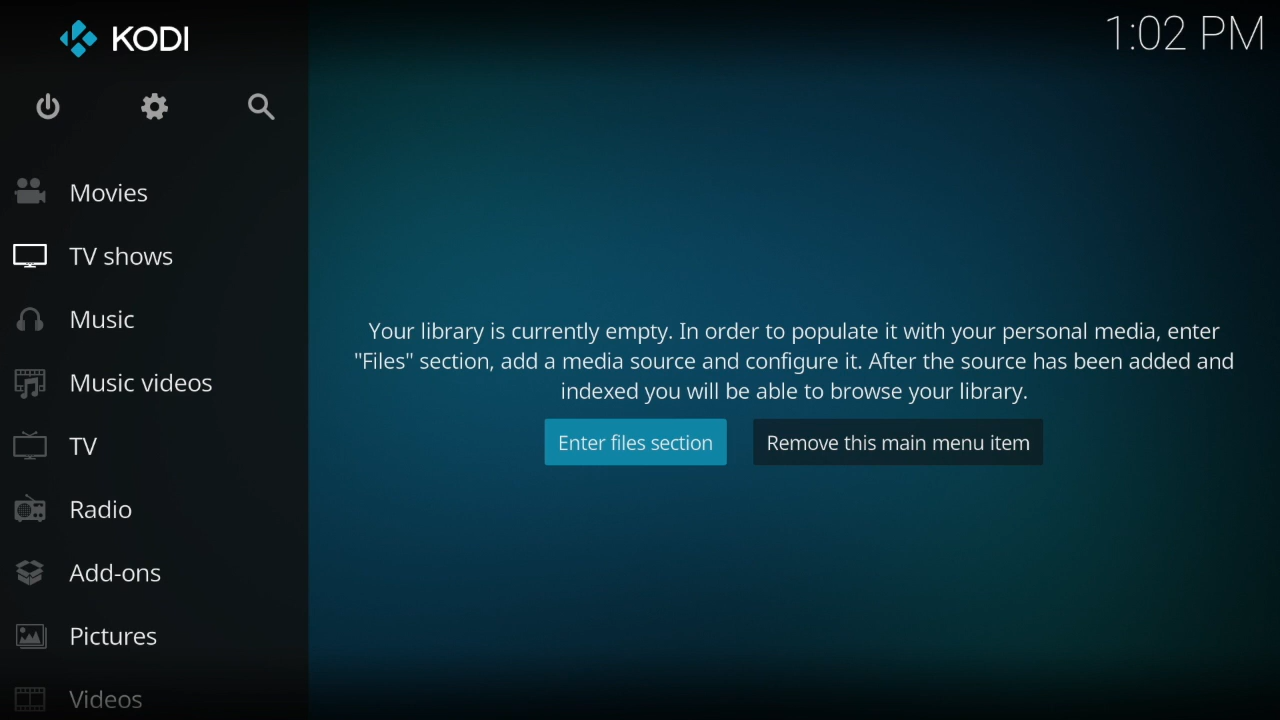 KODI
1:02 PM
Movies
TV shows
Music
Music videos
TV
Radio
Add-ons
Pictures
Videos
Your library is currently empty. In order to populate it with your personal media, enter
"Files" section, add a media source and configure it. After the source has been added and
indexed you will be able to browse your library.
Enter files section
Remove this main menu item